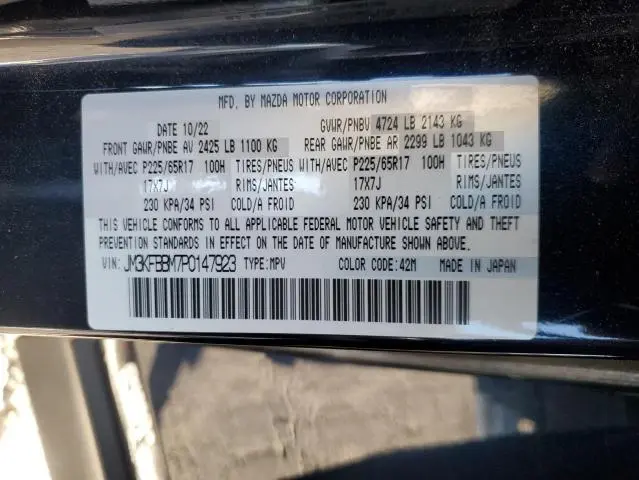 MFD. BY MAZDA MOTOR CORPORATION
DATE 10/22 GVWR/PNBV 4724 LB 2143 KG
FRONT GAWR/PNBE AV 2425 LB 1100 KG REAR GAWR/PNBE AR 2299 LB 1043 KG
WITH/AVEC P225/65R17 100H TIRES/PNEUS WITH/AVEC P225/65R17 100H TIRES/PNEUS
17X7J RIMS/JANTES 17X7J RIMS/JANTES
230 KPA/34 PSI COLD/A FROID 230 KPA/34 PSI COLD/A FROID
THIS VEHICLE CONFORMS TO ALL APPLICABLE FEDERAL MOTOR VEHICLE SAFETY AND THEFT
PREVENTION STANDARDS IN EFFECT ON THE DATE OF MANUFACTURE SHOWN ABOVE.
VIN: JM3KFBBM7P0147923 TYPE:MPV COLOR CODE:42M MADE IN JAPAN